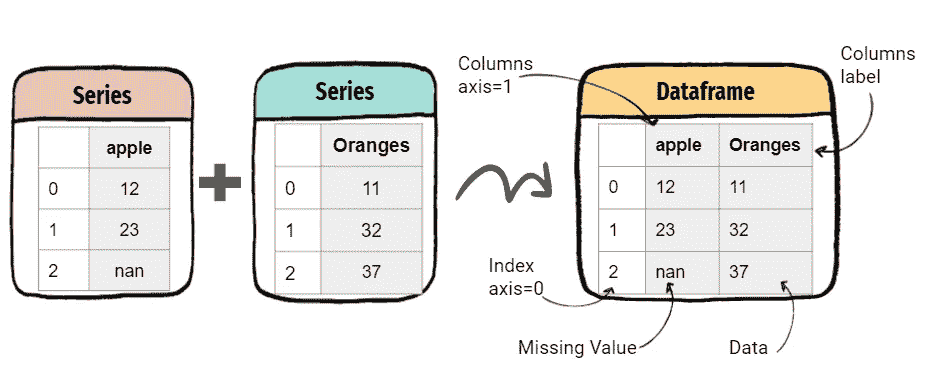 Series
apple
0 12
1 23
2 nan
Series
Oranges
0 11
1 32
2 37
Columns
axis=1
Columns
label
Dataframe
apple Oranges
0 12 11
1 23 32
2 nan 37
Index
axis=0
Missing Value
Data